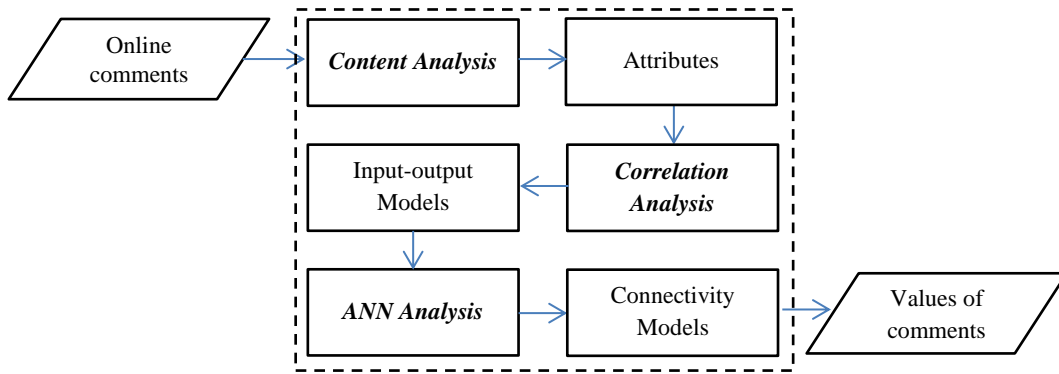 Online
comments
Content Analysis
Attributes
Input-output
Models
Correlation
Analysis
ANN Analysis
Connectivity
Models
Values of
comments